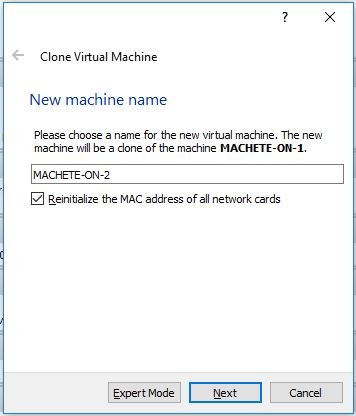 ?
Clone Virtual Machine
New machine name
Please choose a name for the new virtual machine. The new
machine will be a clone of the machine MACHETE-ON-1.
MACHETE-ON-2
Reinitialize the MAC address of all network cards
Expert Mode Next Cancel